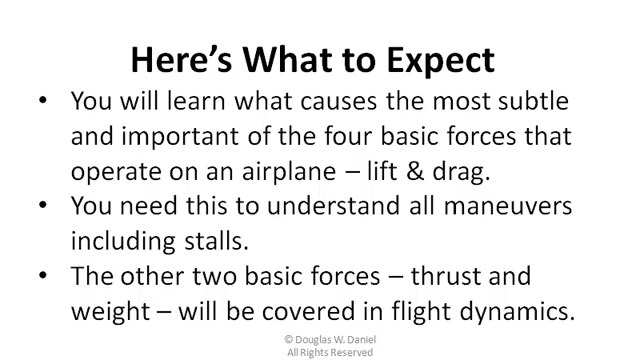 Here’s What to Expect
• You will learn what causes the most subtle
and important of the four basic forces that
operate on an airplane – lift & drag.
• You need this to understand all maneuvers
including stalls.
• The other two basic forces – thrust and
weight – will be covered in flight dynamics.
© Douglas W. Daniel
All Rights Reserved